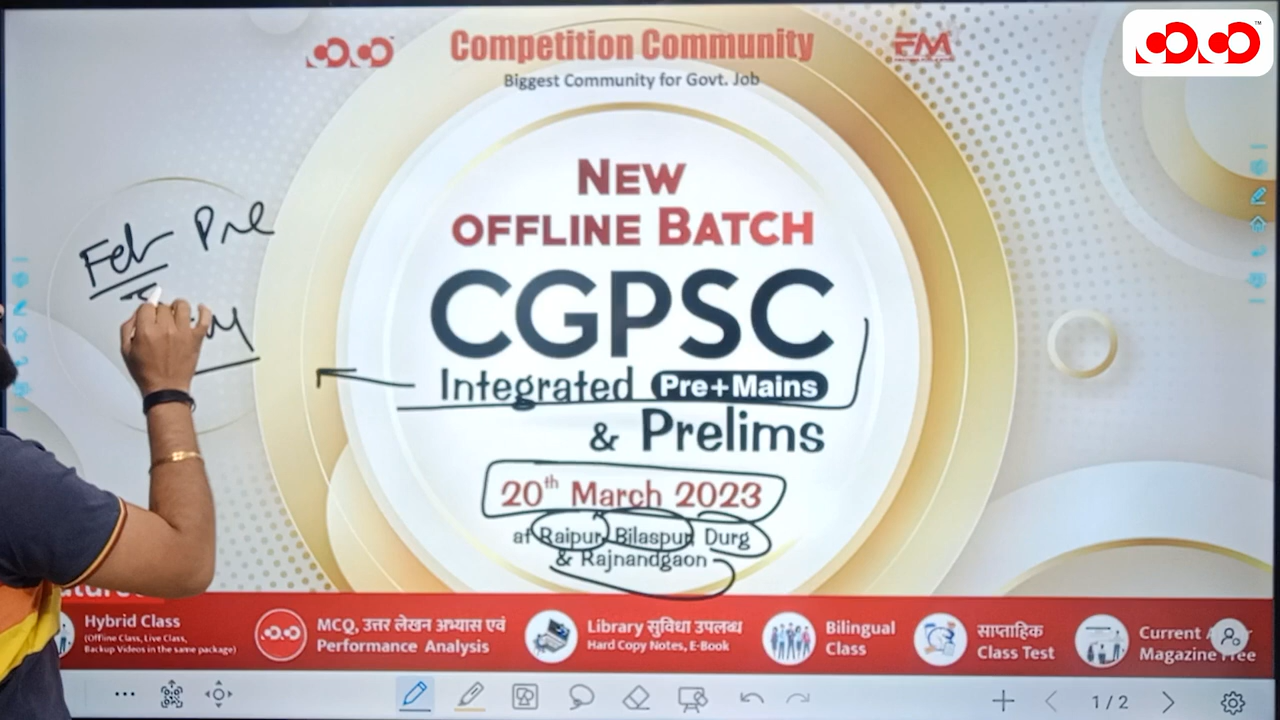 Competition Community
Biggest Community for Govt. Job
FM
TM
NEW
OFFLINE BATCH
CGPSC
Integrated Pre+Mains
& Prelims
20th March 2023
at Raipur, Bilaspur, Durg
& Rajnandgaon
Feb Pre
Hybrid Class
(Offline Class, Live Class,
Backup Videos in the same package)
MCQ, उत्तर लेखन अभ्यास एवं
Performance Analysis
Library सुविधा उपलब्ध
Hard Copy Notes, E-Book
Bilingual
Class
साप्ताहिक
Class Test
Current
Magazine Free
1/2